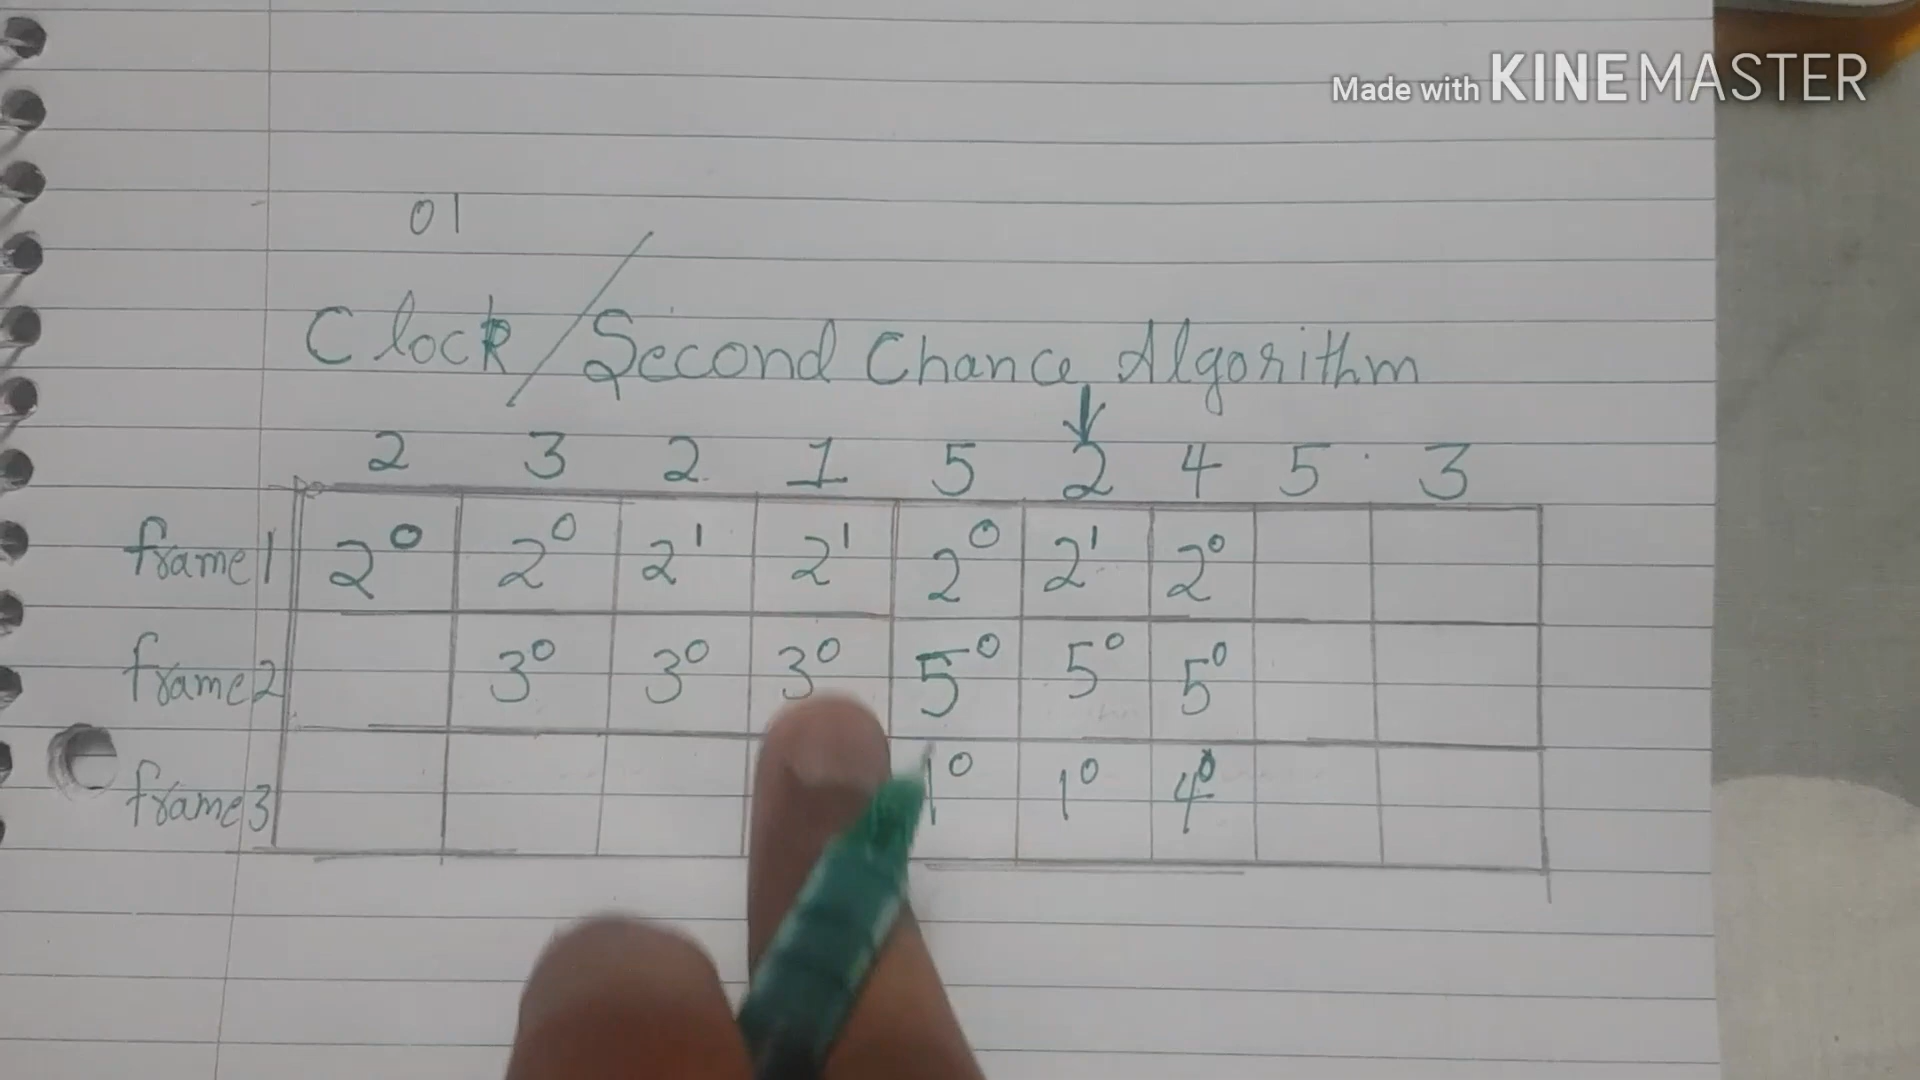 Made with KINEMASTER
01
Clock/Second Chance Algorithm
2 3 2 1 5 2 4 5 3
frame1 2⁰ 2⁰ 2¹ 2¹ 2⁰ 2¹ 2⁰
frame2 3⁰ 3⁰ 3⁰ 5⁰ 5⁰ 5⁰
frame3 1⁰ 1⁰ 4⁰